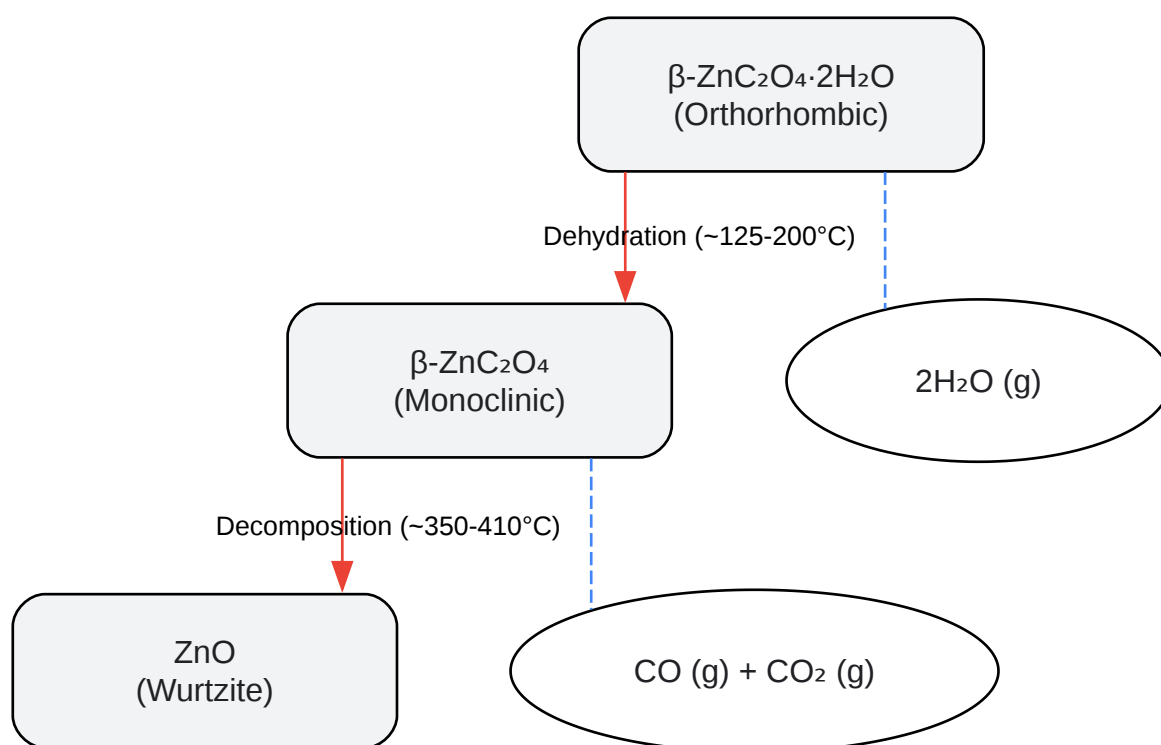 β-ZnC₂O₄·2H₂O
(Orthorhombic)
Dehydration (~125-200°C)
β-ZnC₂O₄
(Monoclinic)
2H₂O (g)
Decomposition (~350-410°C)
ZnO
(Wurtzite)
CO (g) + CO₂ (g)